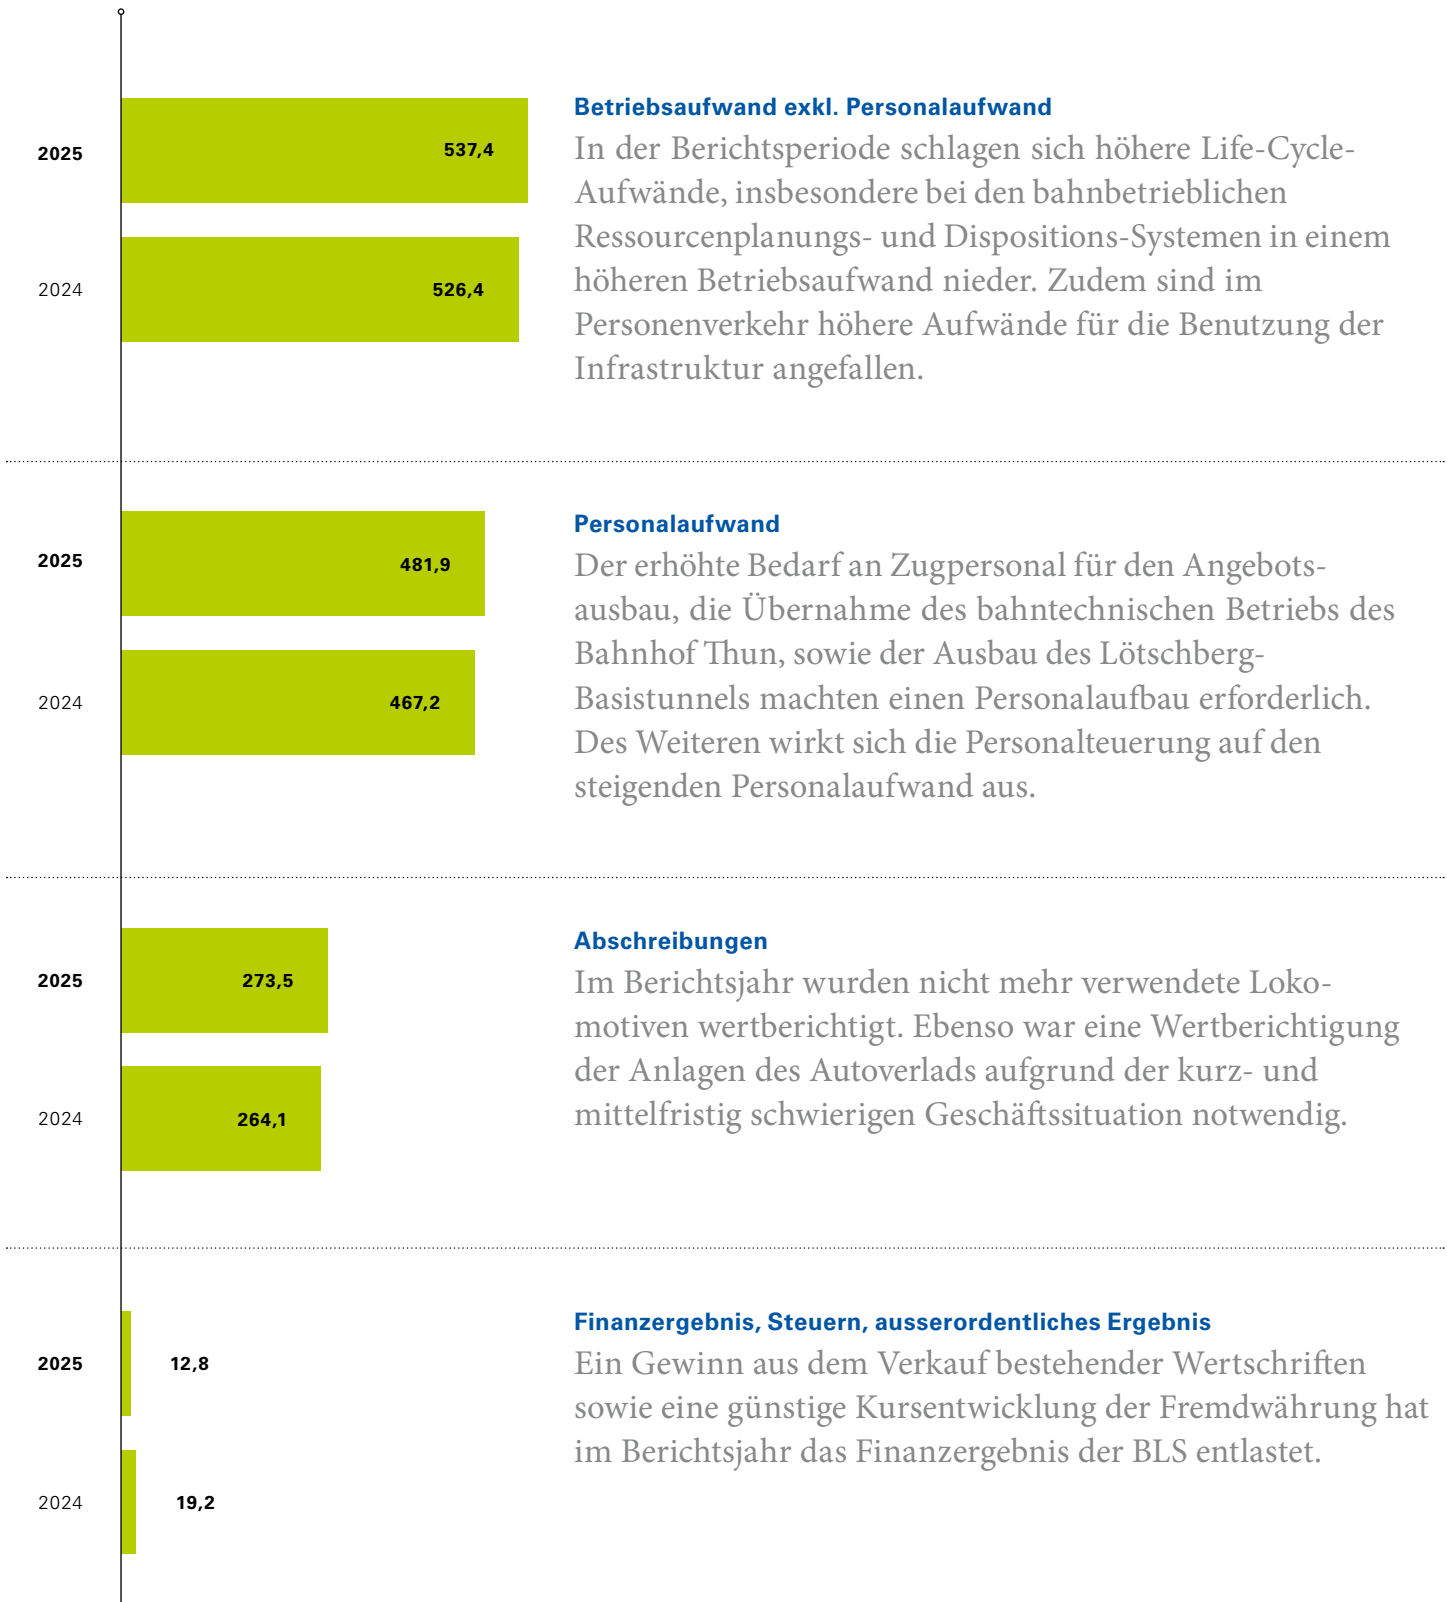 2025
537,4
2024
526,4
Betriebsaufwand exkl. Personalaufwand
In der Berichtsperiode schlagen sich höhere Life-Cycle-
Aufwände, insbesondere bei den bahnbetrieblichen
Ressourcenplanungs- und Dispositions-Systemen in einem
höheren Betriebsaufwand nieder. Zudem sind im
Personenverkehr höhere Aufwände für die Benutzung der
Infrastruktur angefallen.
2025
481,9
2024
467,2
Personalaufwand
Der erhöhte Bedarf an Zugpersonal für den Angebots-
ausbau, die Übernahme des bahntechnischen Betriebs des
Bahnhof Thun, sowie der Ausbau des Lötschberg-
Basistunnels machten einen Personalaufbau erforderlich.
Des Weiteren wirkt sich die Personalteuerung auf den
steigenden Personalaufwand aus.
2025
273,5
2024
264,1
Abschreibungen
Im Berichtsjahr wurden nicht mehr verwendete Loko-
motiven wertberichtigt. Ebenso war eine Wertberichtigung
der Anlagen des Autoverlads aufgrund der kurz- und
mittelfristig schwierigen Geschäftssituation notwendig.
2025
12,8
2024
19,2
Finanzergebnis, Steuern, ausserordentliches Ergebnis
Ein Gewinn aus dem Verkauf bestehender Wertschriften
sowie eine günstige Kursentwicklung der Fremdwährung hat
im Berichtsjahr das Finanzergebnis der BLS entlastet.